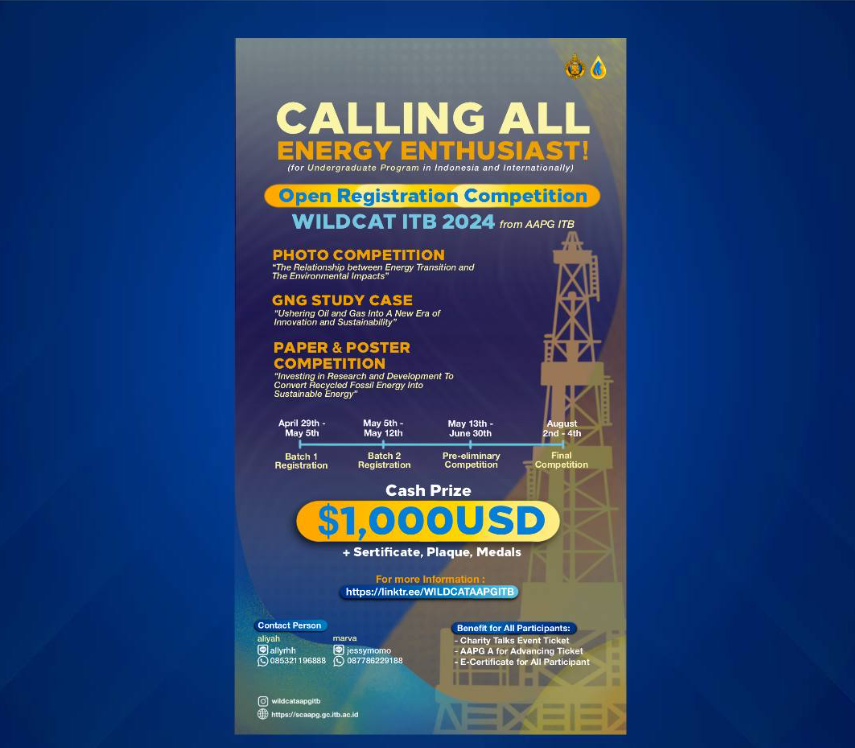 CALLING ALL
ENERGY ENTHUSIAST!
(for Undergraduate Program in Indonesia and Internationally)
Open Registration Competition
WILDCAT ITB 2024 from AAPG ITB
PHOTO COMPETITION
"The Relationship between Energy Transition and
The Environmental Impacts"
GNG STUDY CASE
"Ushering Oil and Gas Into A New Era of
Innovation and Sustainability"
PAPER & POSTER
COMPETITION
"Investing in Research and Development To
Convert Recycled Fossil Energy Into
Sustainable Energy"
April 29th -
May 5th
Batch 1
Registration
May 5th -
May 12th
Batch 2
Registration
May 13th -
June 30th
Pre-eliminary
Competition
August
2nd - 4th
Final
Competition
Cash Prize
$1,000USD
+ Sertificate, Plaque, Medals
For more Information :
https://linktr.ee/WILDCATAAPGITB
Contact Person
aliyah
allyrhh
085321196888
marva
jessymomo
087786229188
Benefit for All Participants:
- Charity Talks Event Ticket
- AAPG A for Advancing Ticket
- E-Certificate for All Participant
wildcataapgitb
https://scaapg.gc.itb.ac.id